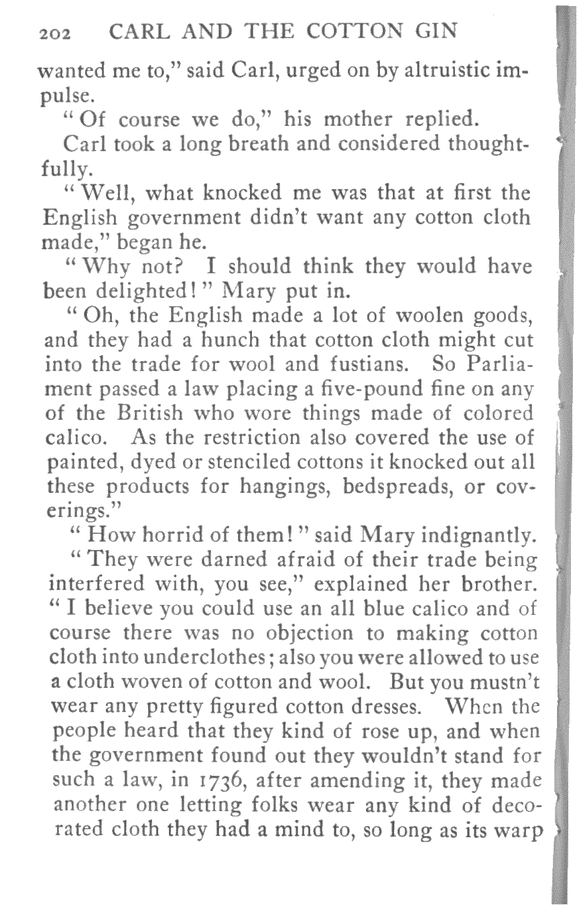 202 CARL AND THE COTTON GIN
wanted me to,” said Carl, urged on by altruistic im-
pulse.
“ Of course we do,” his mother replied.
Carl took a long breath and considered thought-
fully.
“ Well, what knocked me was that at first the
English government didn’t want any cotton cloth
made,” began he.
“ Why not? I should think they would have
been delighted! ” Mary put in.
“ Oh, the English made a lot of woolen goods,
and they had a hunch that cotton cloth might cut
into the trade for wool and fustians. So Parlia-
ment passed a law placing a five-pound fine on any
of the British who wore things made of colored
calico. As the restriction also covered the use of
painted, dyed or stenciled cottons it knocked out all
these products for hangings, bedspreads, or cov-
erings.”
“ How horrid of them! ” said Mary indignantly.
“ They were darned afraid of their trade being
interfered with, you see,” explained her brother.
“ I believe you could use an all blue calico and of
course there was no objection to making cotton
cloth into underclothes; also you were allowed to use
a cloth woven of cotton and wool. But you mustn’t
wear any pretty figured cotton dresses. When the
people heard that they kind of rose up, and when
the government found out they wouldn’t stand for
such a law, in 1736, after amending it, they made
another one letting folks wear any kind of deco-
rated cloth they had a mind to, so long as its warp